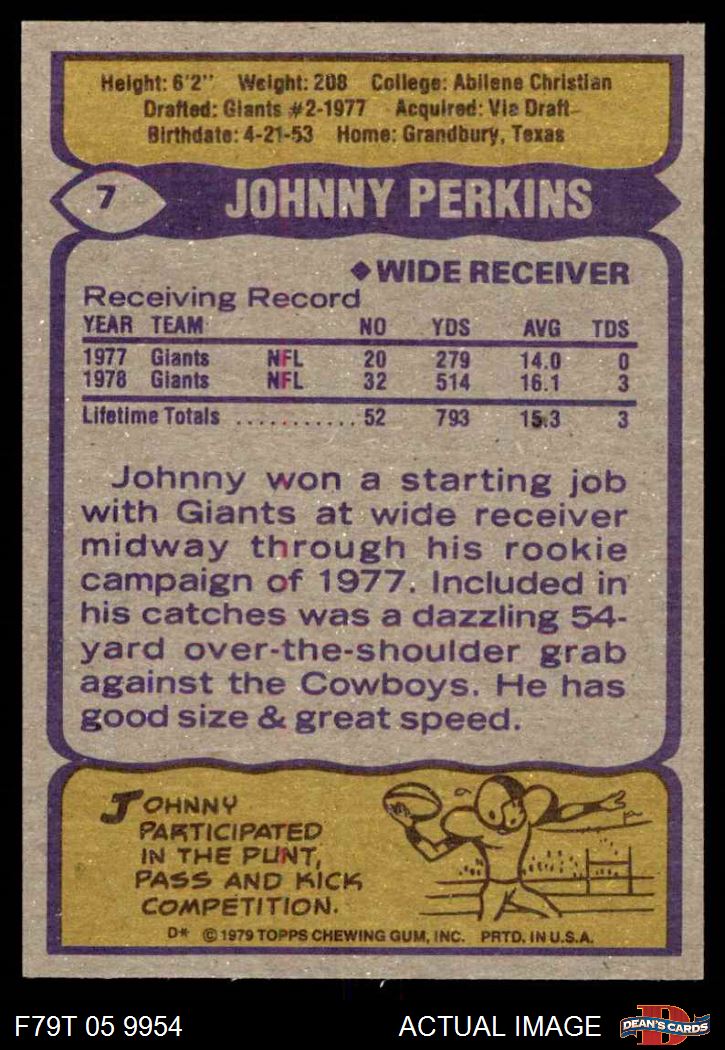 Height: 6'2" Weight: 208 College: Abilene Christian
Drafted: Giants #2-1977 Acquired: Via Draft
Birthdate: 4-21-53 Home: Grandbury, Texas
7 JOHNNY PERKINS
◆ WIDE RECEIVER
Receiving Record
YEAR TEAM NO YDS AVG TDS
1977 Giants NFL 20 279 14.0 0
1978 Giants NFL 32 514 16.1 3
Lifetime Totals ........... 52 793 15.3 3
Johnny won a starting job
with Giants at wide receiver
midway through his rookie
campaign of 1977. Included in
his catches was a dazzling 54-
yard over-the-shoulder grab
against the Cowboys. He has
good size & great speed.
JOHNNY
PARTICIPATED
IN THE PUNT,
PASS AND KICK
COMPETITION.
D* © 1979 TOPPS CHEWING GUM, INC. PRTD. IN U.S.A.
F79T 05 9954 ACTUAL IMAGE D DEAN'S CARDS